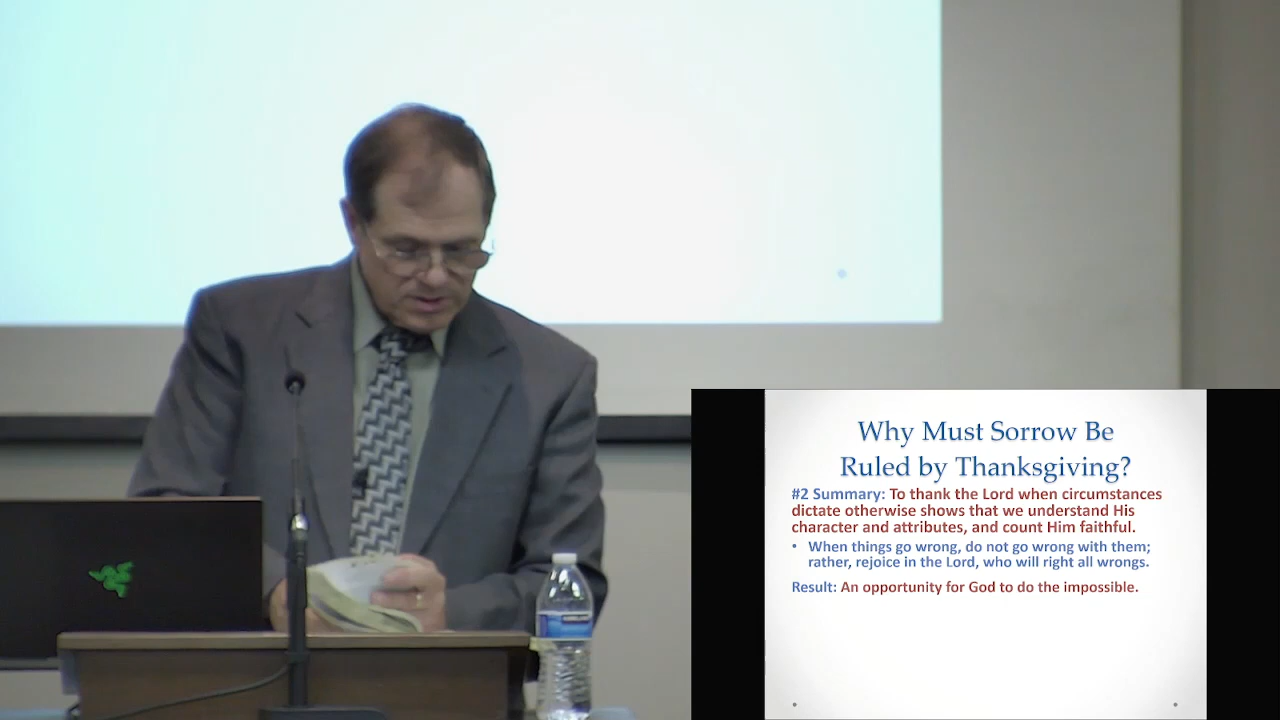 Why Must Sorrow Be
Ruled by Thanksgiving?
#2 Summary: To thank the Lord when circumstances
dictate otherwise shows that we understand His
character and attributes, and count Him faithful.
• When things go wrong, do not go wrong with them;
rather, rejoice in the Lord, who will right all wrongs.
Result: An opportunity for God to do the impossible.